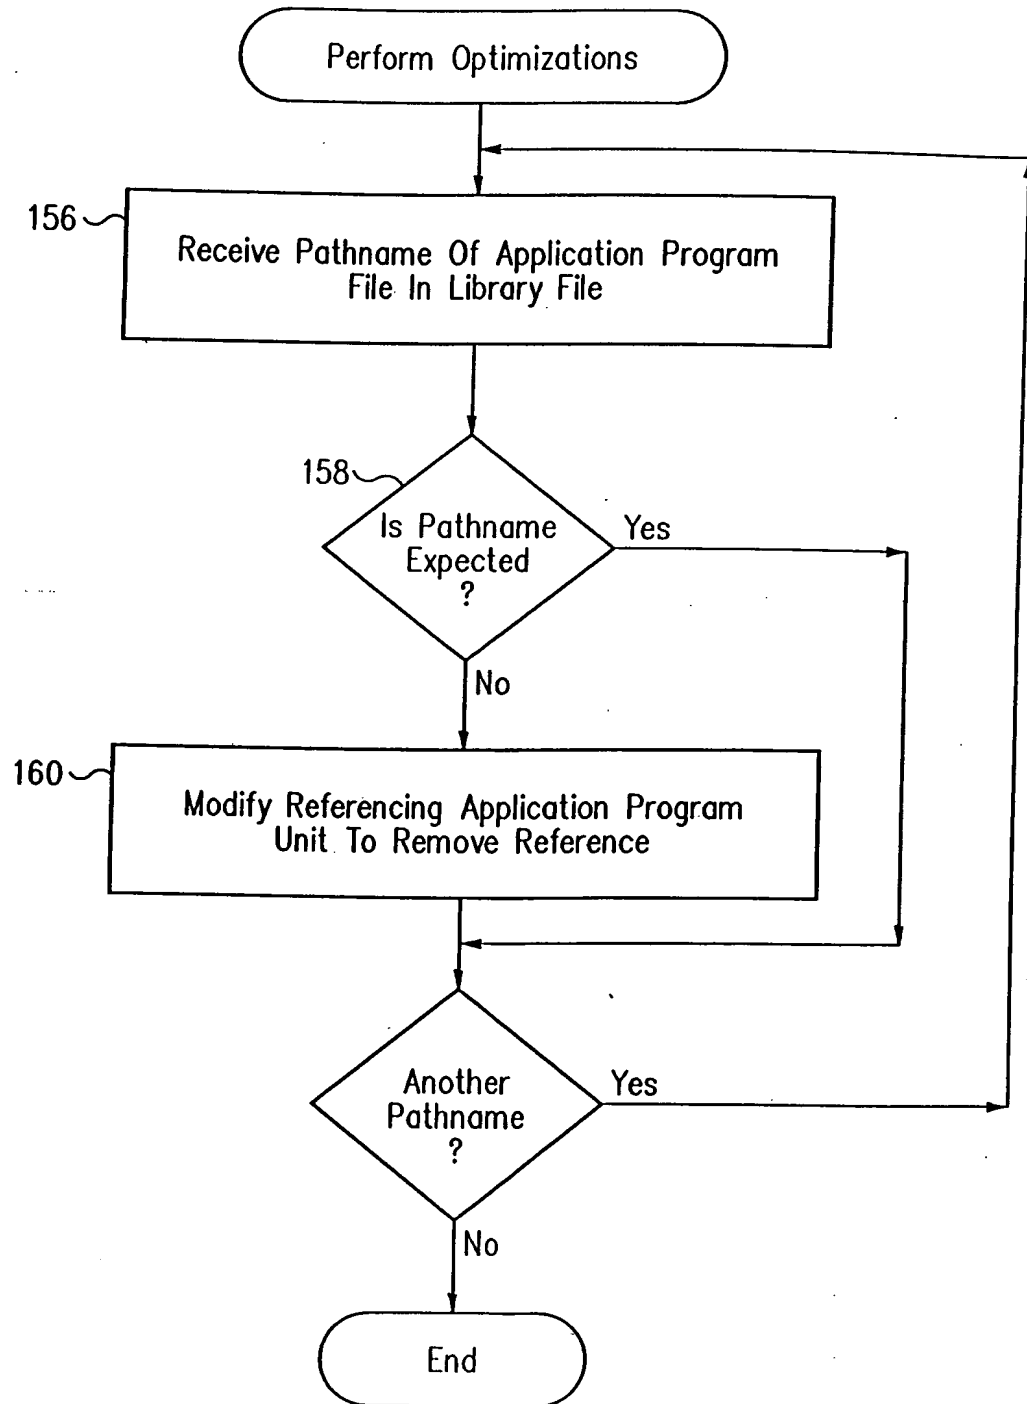 Perform Optimizations
156
Receive Pathname Of Application Program
File In Library File
158
Is Pathname
Expected
?
Yes
No
160
Modify Referencing Application Program
Unit To Remove Reference
Another
Pathname
?
Yes
No
End